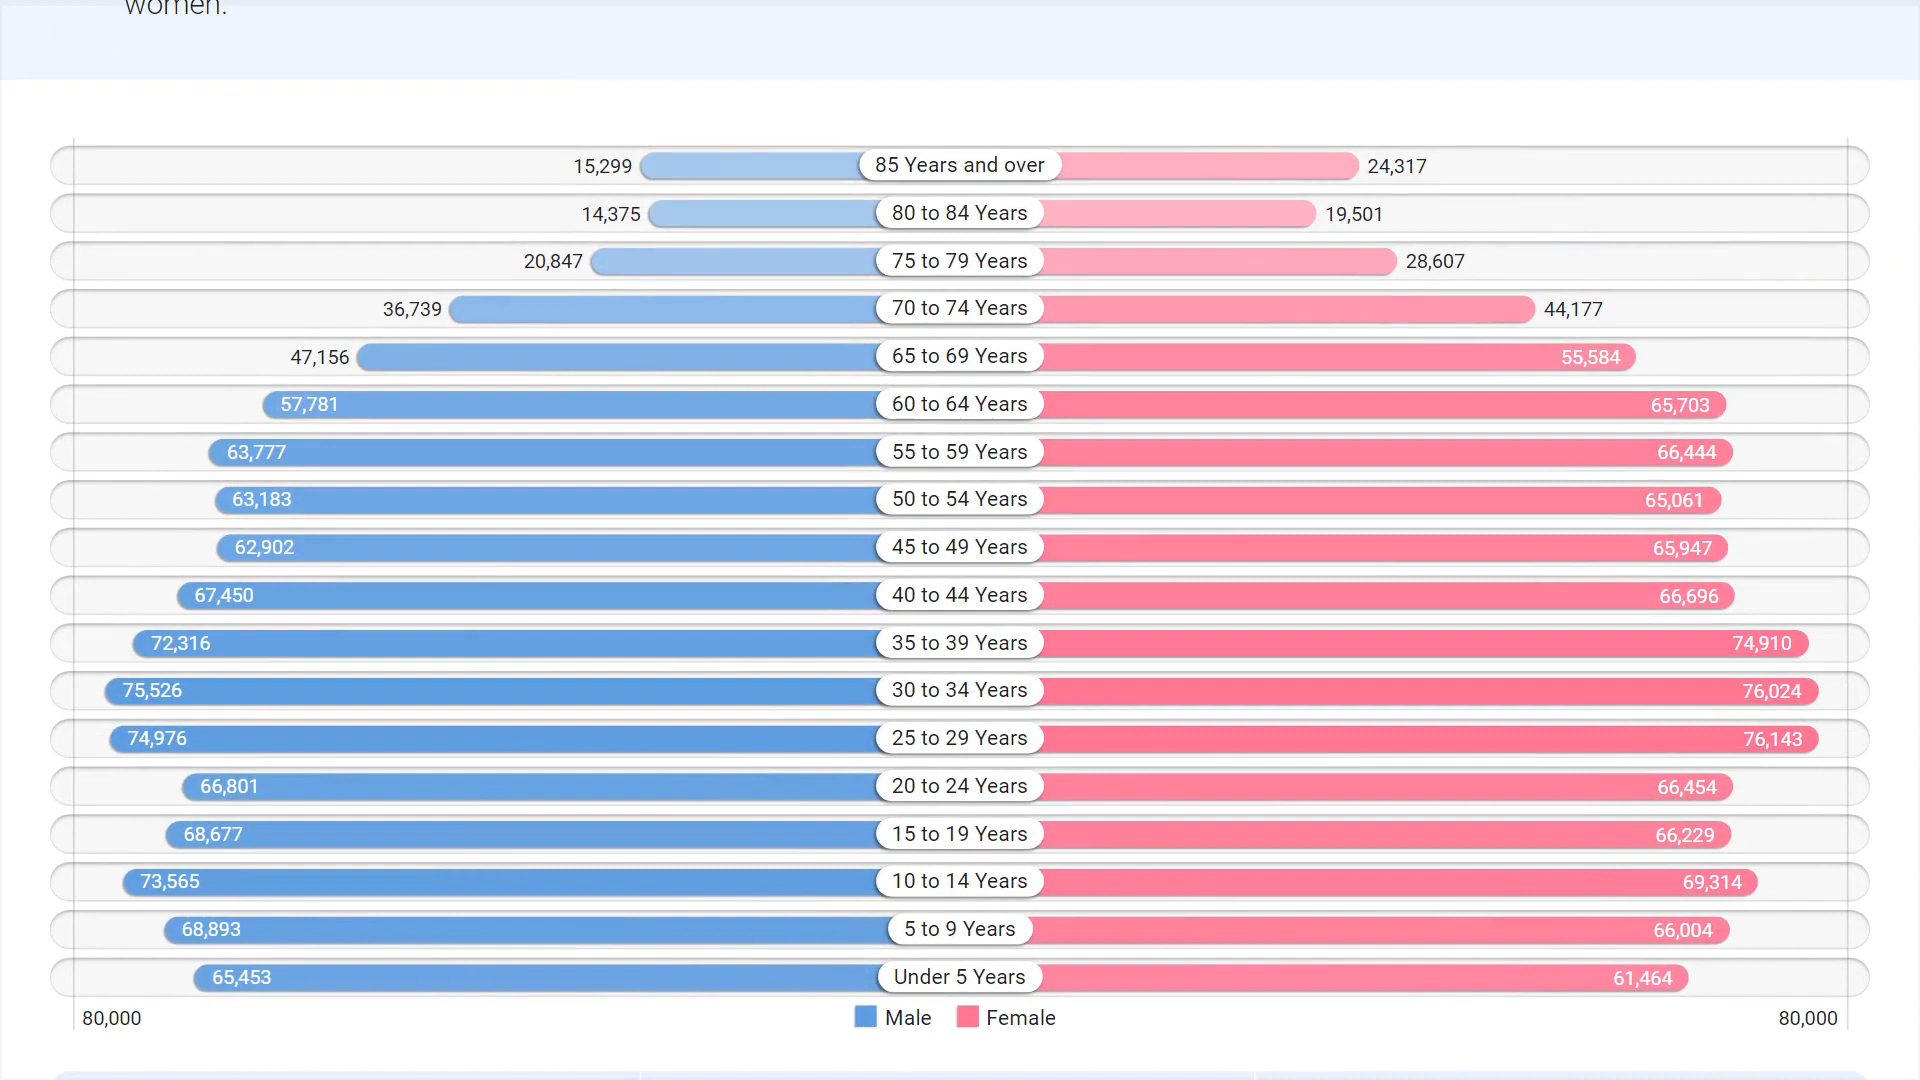 women.
15,299 85 Years and over 24,317
14,375 80 to 84 Years 19,501
20,847 75 to 79 Years 28,607
36,739 70 to 74 Years 44,177
47,156 65 to 69 Years 55,584
57,781 60 to 64 Years 65,703
63,777 55 to 59 Years 66,444
63,183 50 to 54 Years 65,061
62,902 45 to 49 Years 65,947
67,450 40 to 44 Years 66,696
72,316 35 to 39 Years 74,910
75,526 30 to 34 Years 76,024
74,976 25 to 29 Years 76,143
66,801 20 to 24 Years 66,454
68,677 15 to 19 Years 66,229
73,565 10 to 14 Years 69,314
68,893 5 to 9 Years 66,004
65,453 Under 5 Years 61,464
80,000 Male Female 80,000